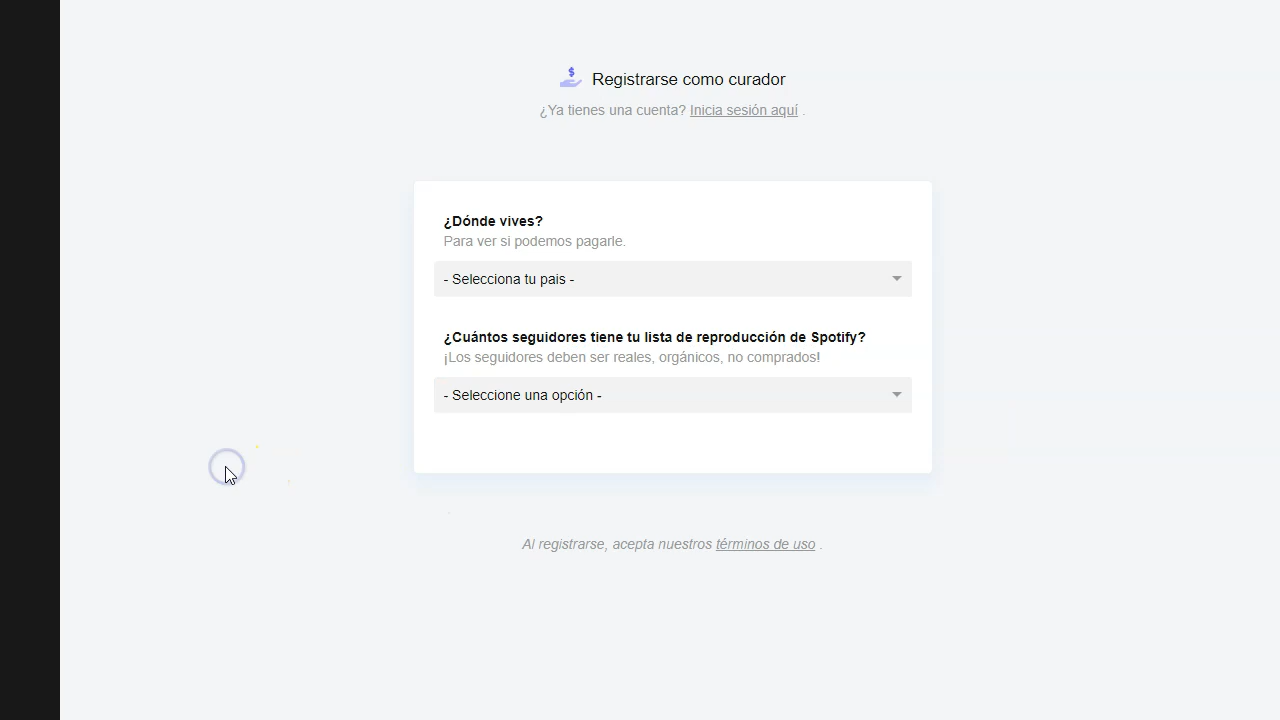 $
Registrarse como curador
¿Ya tienes una cuenta? Inicia sesión aquí .
¿Dónde vives?
Para ver si podemos pagarle.
- Selecciona tu pais -
¿Cuántos seguidores tiene tu lista de reproducción de Spotify?
¡Los seguidores deben ser reales, orgánicos, no comprados!
- Seleccione una opción -
Al registrarse, acepta nuestros términos de uso .